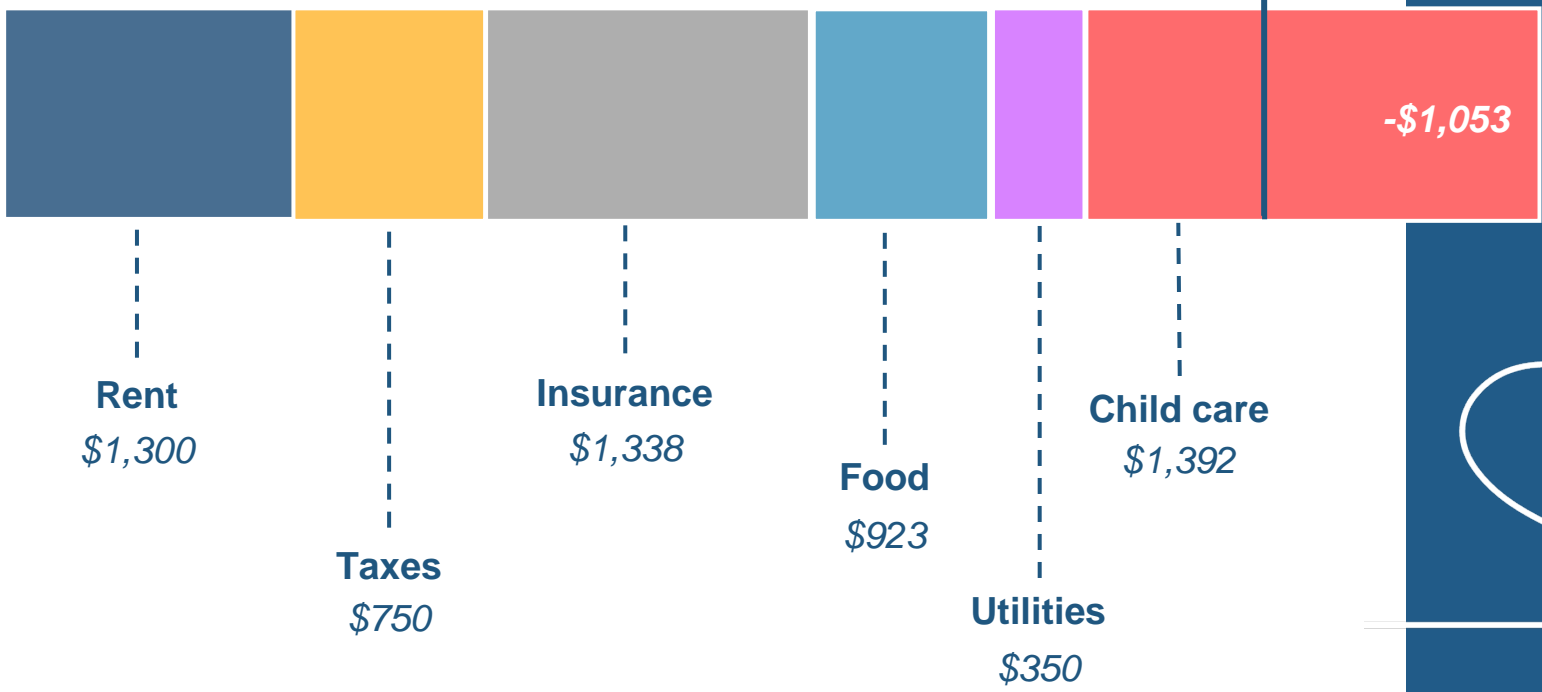 -$1,053
Rent
$1,300
Taxes
$750
Insurance
$1,338
Food
$923
Utilities
$350
Child care
$1,392